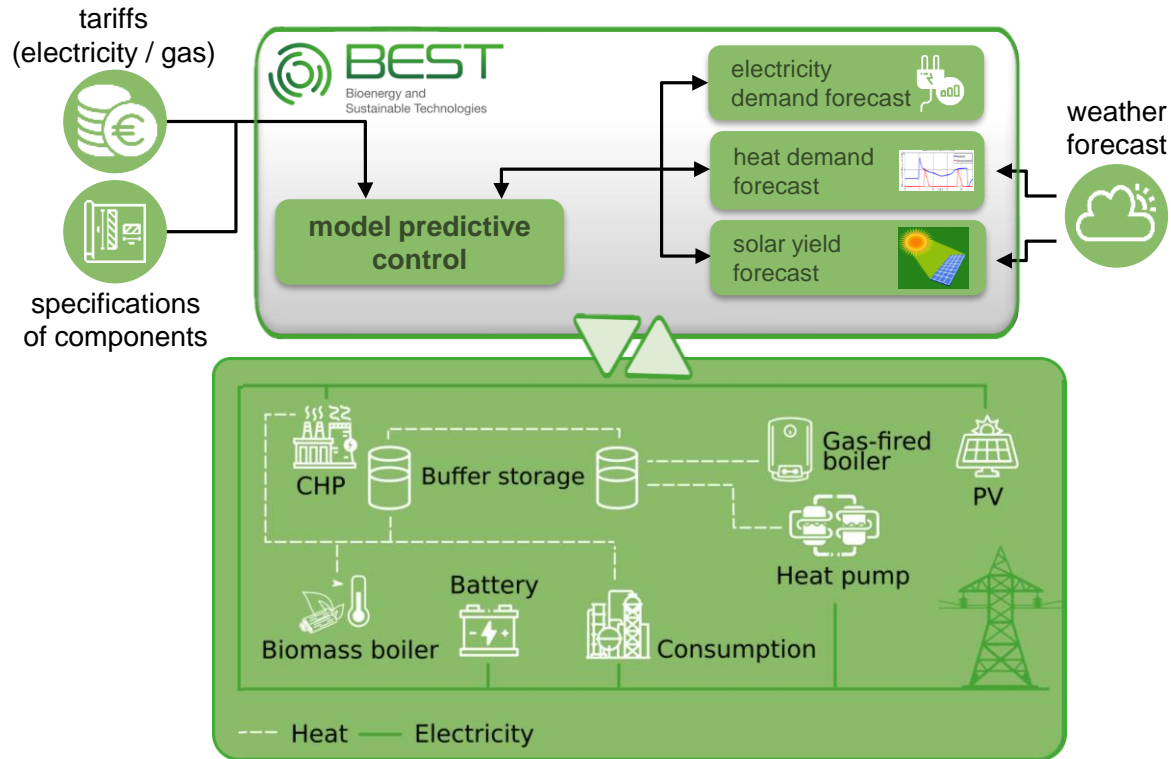 tariffs
(electricity / gas)
BEST
Bioenergy and
Sustainable Technologies
electricity
demand forecast
weather
forecast
heat demand
forecast
model predictive
control
solar yield
forecast
specifications
of components
CHP
Buffer storage
Gas-fired
boiler
PV
Heat pump
Battery
Biomass boiler
Consumption
Heat
Electricity